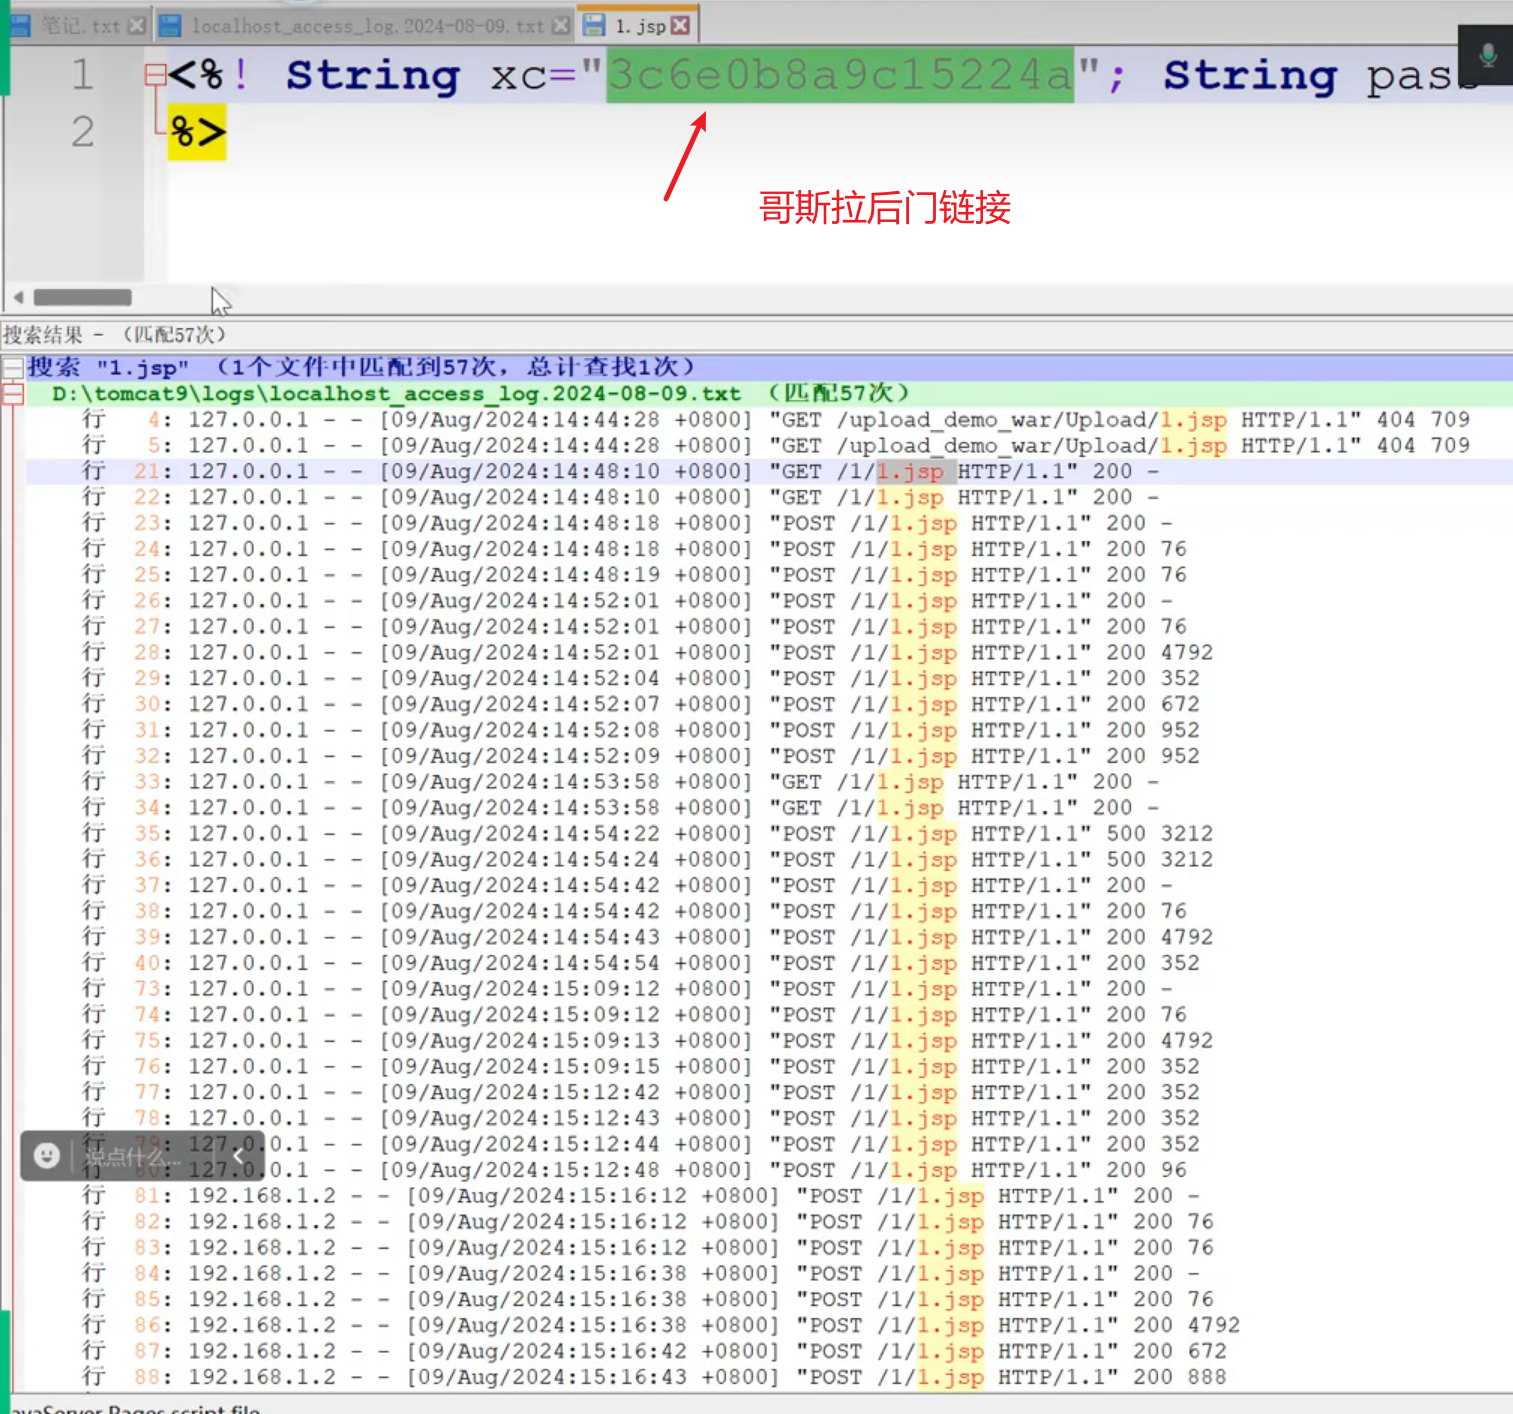 笔记.txt localhost_access_log.2024-08-09.txt 1.jsp
1 <%! String xc="3c6e0b8a9c15224a"; String pass
2 %>
哥斯拉后门链接
搜索结果 - （匹配57次）
搜索 "1.jsp" （1个文件中匹配到57次，总计查找1次）
D:\tomcat9\logs\localhost_access_log.2024-08-09.txt （匹配57次）
行 4: 127.0.0.1 - - [09/Aug/2024:14:44:28 +0800] "GET /upload_demo_war/Upload/1.jsp HTTP/1.1" 404 709
行 5: 127.0.0.1 - - [09/Aug/2024:14:44:28 +0800] "GET /upload_demo_war/Upload/1.jsp HTTP/1.1" 404 709
行 21: 127.0.0.1 - - [09/Aug/2024:14:48:10 +0800] "GET /1/1.jsp HTTP/1.1" 200 -
行 22: 127.0.0.1 - - [09/Aug/2024:14:48:10 +0800] "GET /1/1.jsp HTTP/1.1" 200 -
行 23: 127.0.0.1 - - [09/Aug/2024:14:48:18 +0800] "POST /1/1.jsp HTTP/1.1" 200 -
行 24: 127.0.0.1 - - [09/Aug/2024:14:48:18 +0800] "POST /1/1.jsp HTTP/1.1" 200 76
行 25: 127.0.0.1 - - [09/Aug/2024:14:48:19 +0800] "POST /1/1.jsp HTTP/1.1" 200 76
行 26: 127.0.0.1 - - [09/Aug/2024:14:52:01 +0800] "POST /1/1.jsp HTTP/1.1" 200 -
行 27: 127.0.0.1 - - [09/Aug/2024:14:52:01 +0800] "POST /1/1.jsp HTTP/1.1" 200 76
行 28: 127.0.0.1 - - [09/Aug/2024:14:52:01 +0800] "POST /1/1.jsp HTTP/1.1" 200 4792
行 29: 127.0.0.1 - - [09/Aug/2024:14:52:04 +0800] "POST /1/1.jsp HTTP/1.1" 200 352
行 30: 127.0.0.1 - - [09/Aug/2024:14:52:07 +0800] "POST /1/1.jsp HTTP/1.1" 200 672
行 31: 127.0.0.1 - - [09/Aug/2024:14:52:08 +0800] "POST /1/1.jsp HTTP/1.1" 200 952
行 32: 127.0.0.1 - - [09/Aug/2024:14:52:09 +0800] "POST /1/1.jsp HTTP/1.1" 200 952
行 33: 127.0.0.1 - - [09/Aug/2024:14:53:58 +0800] "GET /1/1.jsp HTTP/1.1" 200 -
行 34: 127.0.0.1 - - [09/Aug/2024:14:53:58 +0800] "GET /1/1.jsp HTTP/1.1" 200 -
行 35: 127.0.0.1 - - [09/Aug/2024:14:54:22 +0800] "POST /1/1.jsp HTTP/1.1" 500 3212
行 36: 127.0.0.1 - - [09/Aug/2024:14:54:24 +0800] "POST /1/1.jsp HTTP/1.1" 500 3212
行 37: 127.0.0.1 - - [09/Aug/2024:14:54:42 +0800] "POST /1/1.jsp HTTP/1.1" 200 -
行 38: 127.0.0.1 - - [09/Aug/2024:14:54:42 +0800] "POST /1/1.jsp HTTP/1.1" 200 76
行 39: 127.0.0.1 - - [09/Aug/2024:14:54:43 +0800] "POST /1/1.jsp HTTP/1.1" 200 4792
行 40: 127.0.0.1 - - [09/Aug/2024:14:54:54 +0800] "POST /1/1.jsp HTTP/1.1" 200 352
行 73: 127.0.0.1 - - [09/Aug/2024:15:09:12 +0800] "POST /1/1.jsp HTTP/1.1" 200 -
行 74: 127.0.0.1 - - [09/Aug/2024:15:09:12 +0800] "POST /1/1.jsp HTTP/1.1" 200 76
行 75: 127.0.0.1 - - [09/Aug/2024:15:09:13 +0800] "POST /1/1.jsp HTTP/1.1" 200 4792
行 76: 127.0.0.1 - - [09/Aug/2024:15:09:15 +0800] "POST /1/1.jsp HTTP/1.1" 200 352
行 77: 127.0.0.1 - - [09/Aug/2024:15:12:42 +0800] "POST /1/1.jsp HTTP/1.1" 200 352
行 78: 127.0.0.1 - - [09/Aug/2024:15:12:43 +0800] "POST /1/1.jsp HTTP/1.1" 200 352
行 79: 127.0.0.1 - - [09/Aug/2024:15:12:44 +0800] "POST /1/1.jsp HTTP/1.1" 200 352
说点什么...
行 80: 127.0.0.1 - - [09/Aug/2024:15:12:48 +0800] "POST /1/1.jsp HTTP/1.1" 200 96
行 81: 192.168.1.2 - - [09/Aug/2024:15:16:12 +0800] "POST /1/1.jsp HTTP/1.1" 200 -
行 82: 192.168.1.2 - - [09/Aug/2024:15:16:12 +0800] "POST /1/1.jsp HTTP/1.1" 200 76
行 83: 192.168.1.2 - - [09/Aug/2024:15:16:12 +0800] "POST /1/1.jsp HTTP/1.1" 200 76
行 84: 192.168.1.2 - - [09/Aug/2024:15:16:38 +0800] "POST /1/1.jsp HTTP/1.1" 200 -
行 85: 192.168.1.2 - - [09/Aug/2024:15:16:38 +0800] "POST /1/1.jsp HTTP/1.1" 200 76
行 86: 192.168.1.2 - - [09/Aug/2024:15:16:38 +0800] "POST /1/1.jsp HTTP/1.1" 200 4792
行 87: 192.168.1.2 - - [09/Aug/2024:15:16:42 +0800] "POST /1/1.jsp HTTP/1.1" 200 672
行 88: 192.168.1.2 - - [09/Aug/2024:15:16:43 +0800] "POST /1/1.jsp HTTP/1.1" 200 888
avaServer Pages script file